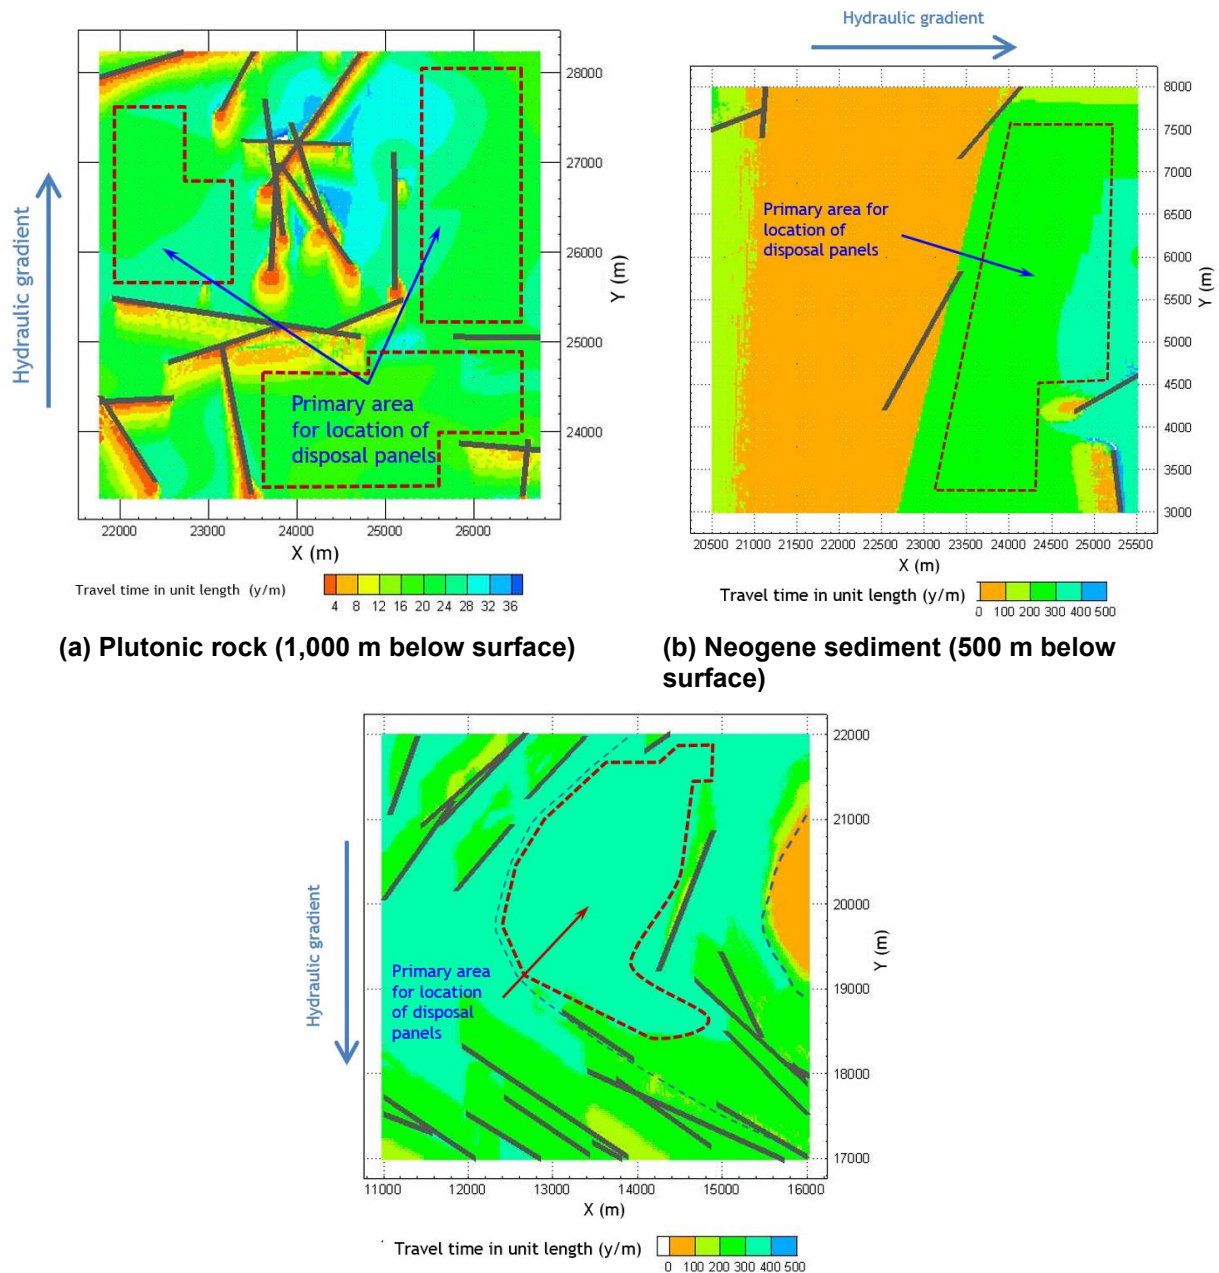 Hydraulic gradient
28000
27000
26000
25000
24000
Y (m)
Hydraulic gradient
Primary area
for location of
disposal panels
22000 23000 24000 25000 26000
X (m)
Travel time in unit length (y/m)
4 8 12 16 20 24 28 32 36
(a) Plutonic rock (1,000 m below surface)
8000
7500
7000
6500
6000
5500
5000
4500
4000
3500
3000
Y (m)
Primary area for
location of
disposal panels
20500 21000 21500 22000 22500 23000 23500 24000 24500 25000 25500
X (m)
Travel time in unit length (y/m)
0 100 200 300 400 500
(b) Neogene sediment (500 m below
surface)
22000
21000
20000
19000
18000
17000
Y (m)
Hydraulic gradient
Primary area
for location
of disposal
panels
11000 12000 13000 14000 15000 16000
X (m)
Travel time in unit length (y/m)
0 100 200 300 400 500